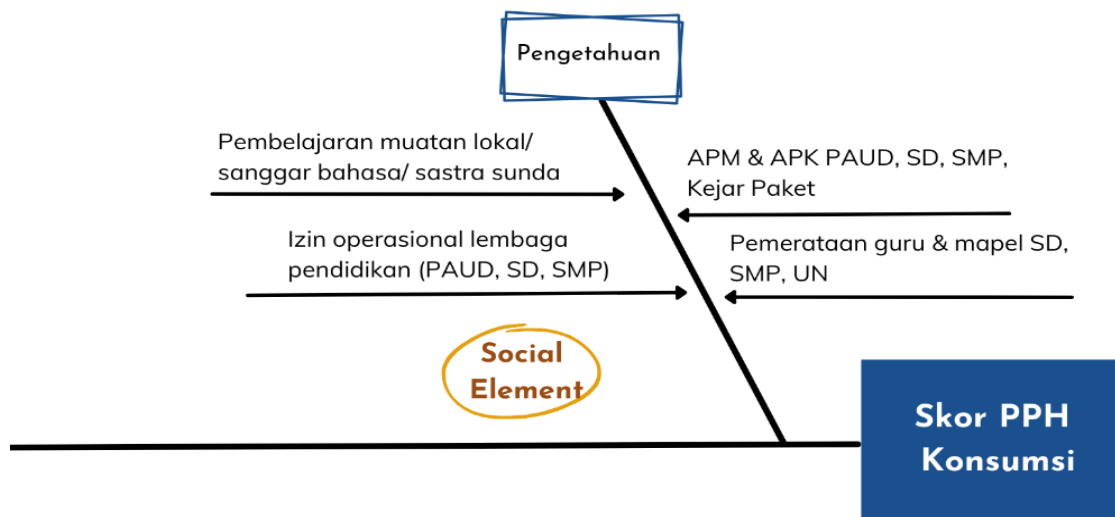 Pengetahuan
Pembelajaran muatan lokal/
sanggar bahasa/ sastra sunda
APM & APK PAUD, SD, SMP,
Kejar Paket
Izin operasional lembaga
pendidikan (PAUD, SD, SMP)
Pemerataan guru & mapel SD,
SMP, UN
Social
Element
Skor PPH
Konsumsi